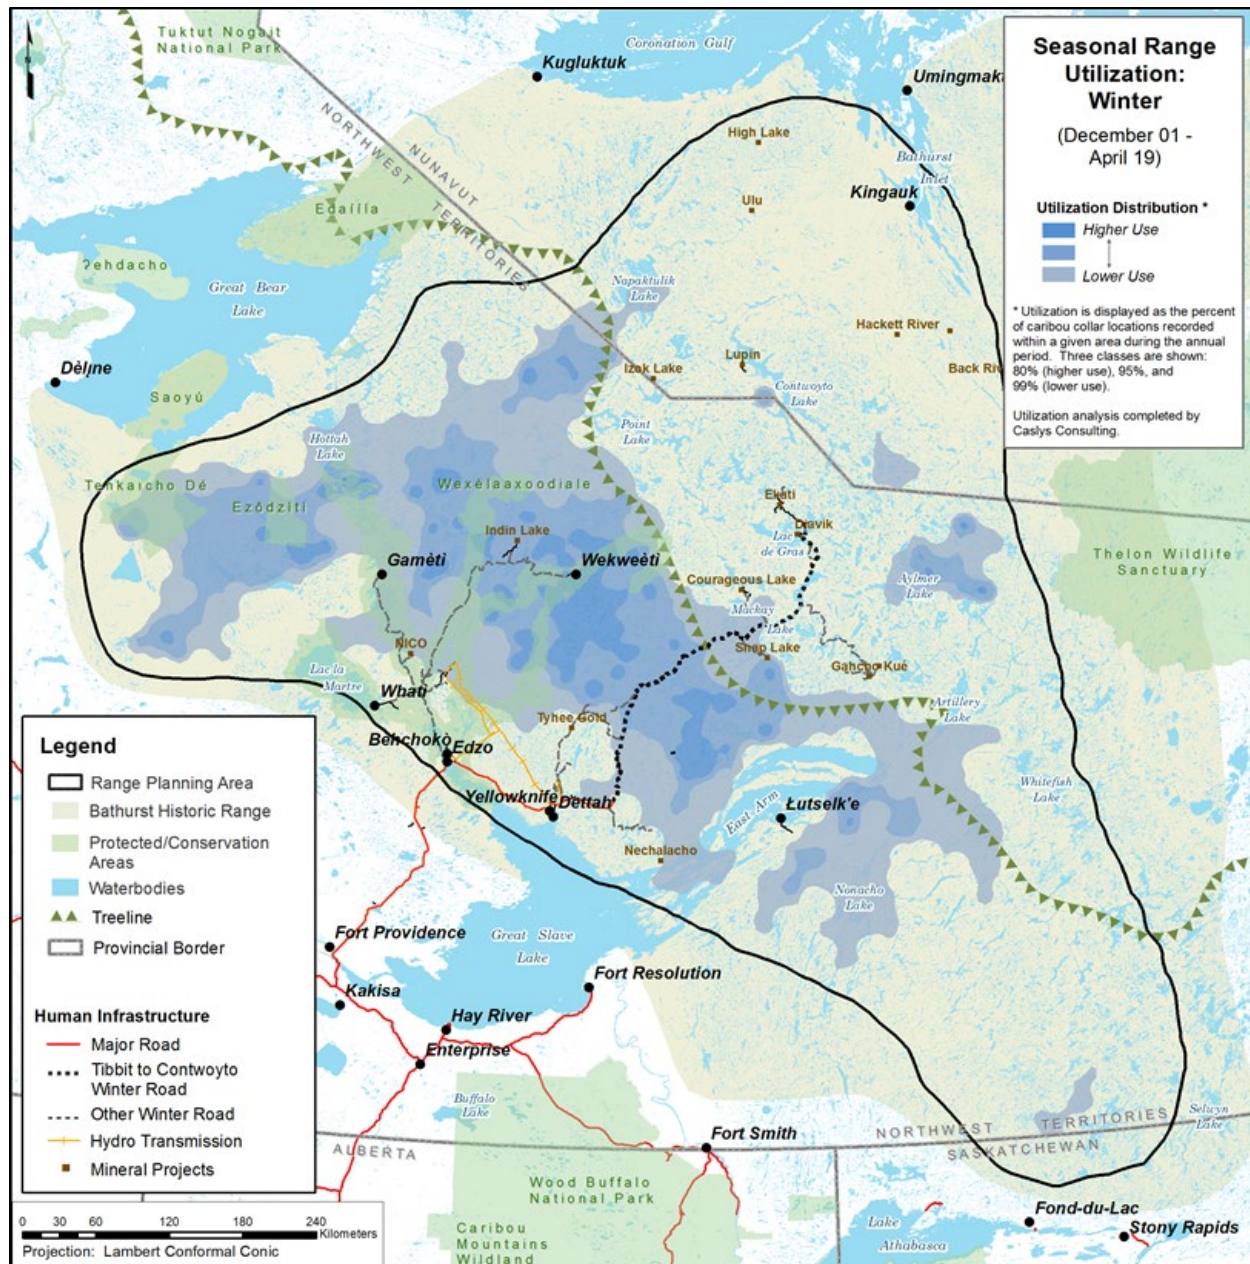 Tuktut Nogait
National Park
Coronation Gulf
Kugluktuk
Umingmakt
Seasonal Range
Utilization:
Winter
(December 01 -
April 19)
Utilization Distribution *
Higher Use
Lower Use
* Utilization is displayed as the percent
of caribou collar locations recorded
within a given area during the annual
period. Three classes are shown:
80% (higher use), 95%, and
99% (lower use).
Utilization analysis completed by
Caslys Consulting.
NUNAVUT
NORTHWEST TERRITORIES
High Lake
Bathurst
Inlet
Kingauk
Ulu
Edaííla
Ɂehdacho
Great Bear
Lake
Napaktulik
Lake
Hackett River
Lupin
Izok Lake
Back Riv
Dèlı̨ne
Saoyú
Contwoyto
Lake
Point
Lake
Hottah
Lake
Tenkaicho Dé
Ezǒdzìtì
Wexèlaaxoodiale
Ekati
Diavik
Lac
de Gras
Indin Lake
Gamètì
Wekweètì
Courageous Lake
Aylmer
Lake
Thelon Wildlife
Sanctuary
Mackay
Lake
Snap Lake
Gahcho Kué
NICO
Lac la
Martre
Whatì
Artillery
Lake
Tyhee Gold
Behchokò
Edzo
Yellowknife
Dettah
Whitefish
Lake
East Arm
Łutselk'e
Nechalacho
Nonacho
Lake
Legend
Range Planning Area
Bathurst Historic Range
Protected/Conservation
Areas
Waterbodies
Treeline
Provincial Border
Human Infrastructure
Major Road
Tibbit to Contwoyto
Winter Road
Other Winter Road
Hydro Transmission
Mineral Projects
Fort Providence
Great Slave
Lake
Fort Resolution
Kakisa
Hay River
Enterprise
Buffalo
Lake
Fort Smith
ALBERTA
NORTHWEST TERRITORIES
SASKATCHEWAN
Selwyn
Lake
Wood Buffalo
National Park
Caribou
Mountains
Wildland
Fond-du-Lac
Stony Rapids
Lake
Athabasca
0 30 60 120 180 240
Kilometers
Projection: Lambert Conformal Conic